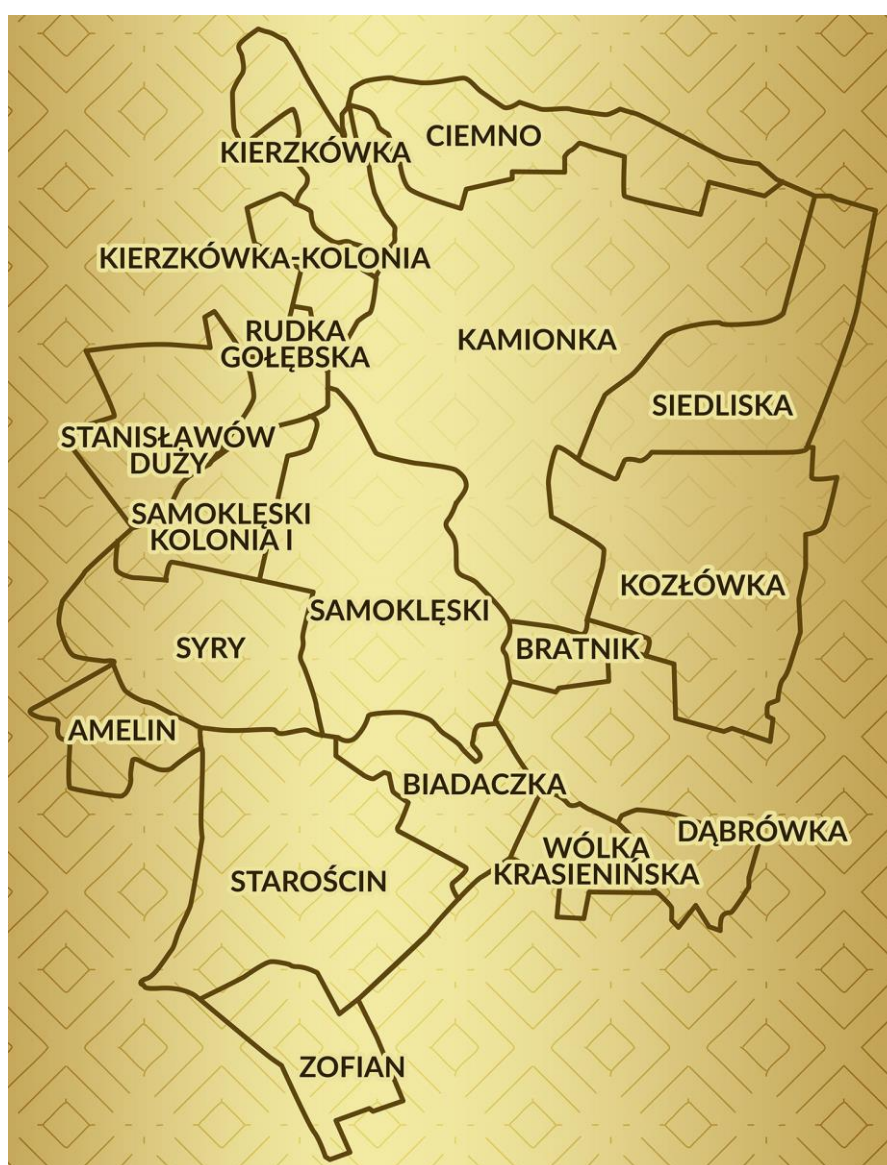 CIEMNO
KIERZKÓWKA
KIERZKÓWKA-KOLONIA
RUDKA
GOŁĘBSKA
KAMIONKA
SIEDLISKA
STANISŁAWÓW
DUŻY
SAMOKLĘSKI
KOLONIA I
KOZŁÓWKA
SAMOKLĘSKI
SYRY
BRATNIK
AMELIN
BIADACZKA
DĄBRÓWKA
WÓLKA
KRASIENIŃSKA
STAROŚCIN
ZOFIAN